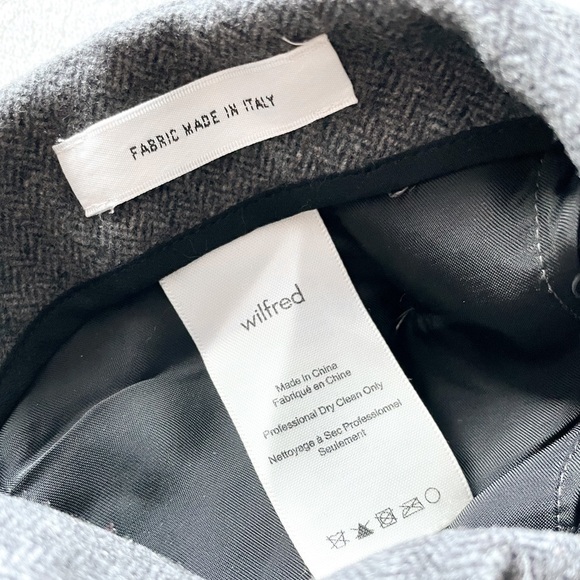 FABRIC MADE IN ITALY
wilfred
Made in China
Fabriqué en Chine
Professional Dry Clean Only
Nettoyage à Sec Professionnel
Seulement